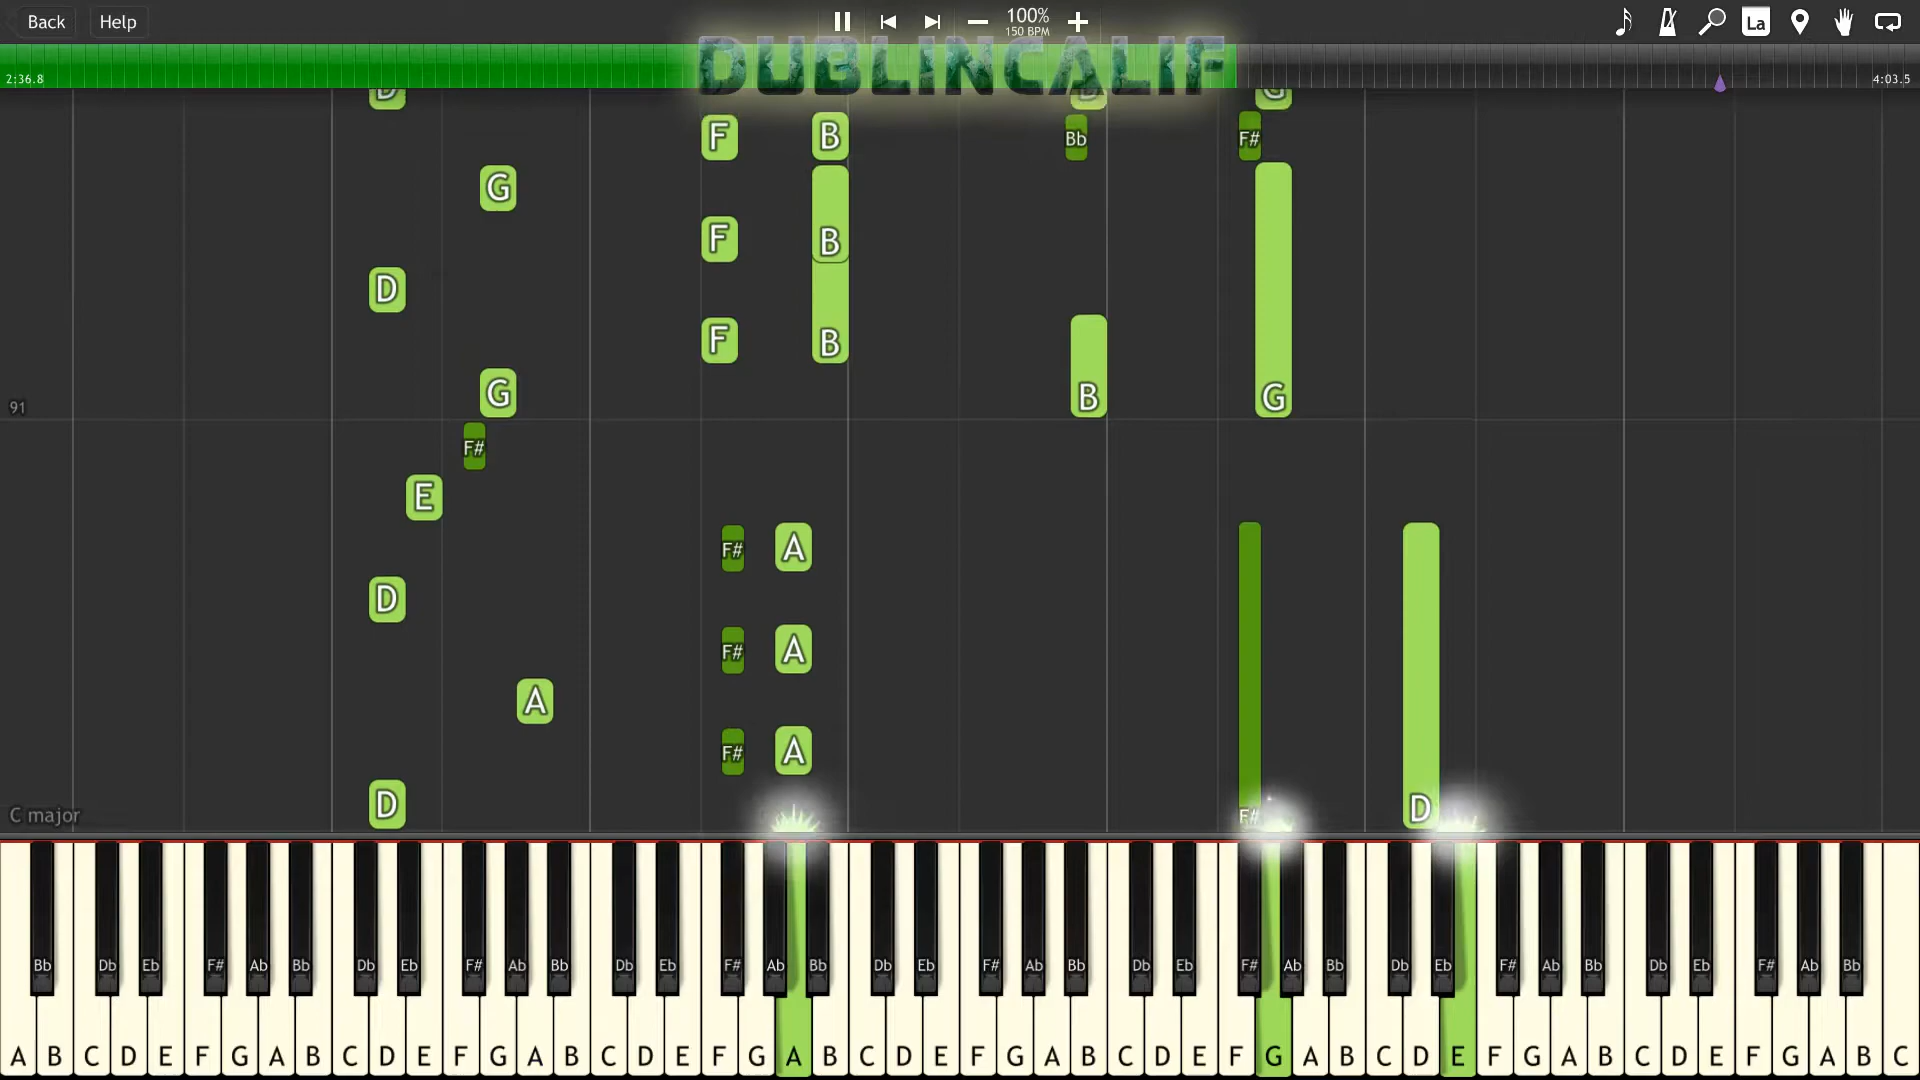 Back Help 100%
150 BPM La
DUBLINCALIF
2:36.8 4:03.5
D B G
F B Bb F#
G
F B
D
F B
G B G
91
F#
E
F# A
D
F# A
A
F# A
D F# D
C major
Bb Db Eb F# Ab Bb Db Eb F# Ab Bb Db Eb F# Ab Bb Db Eb F# Ab Bb Db Eb F# Ab Bb Db Eb F# Ab Bb Db Eb F# Ab Bb
A B C D E F G A B C D E F G A B C D E F G A B C D E F G A B C D E F G A B C D E F G A B C D E F G A B C